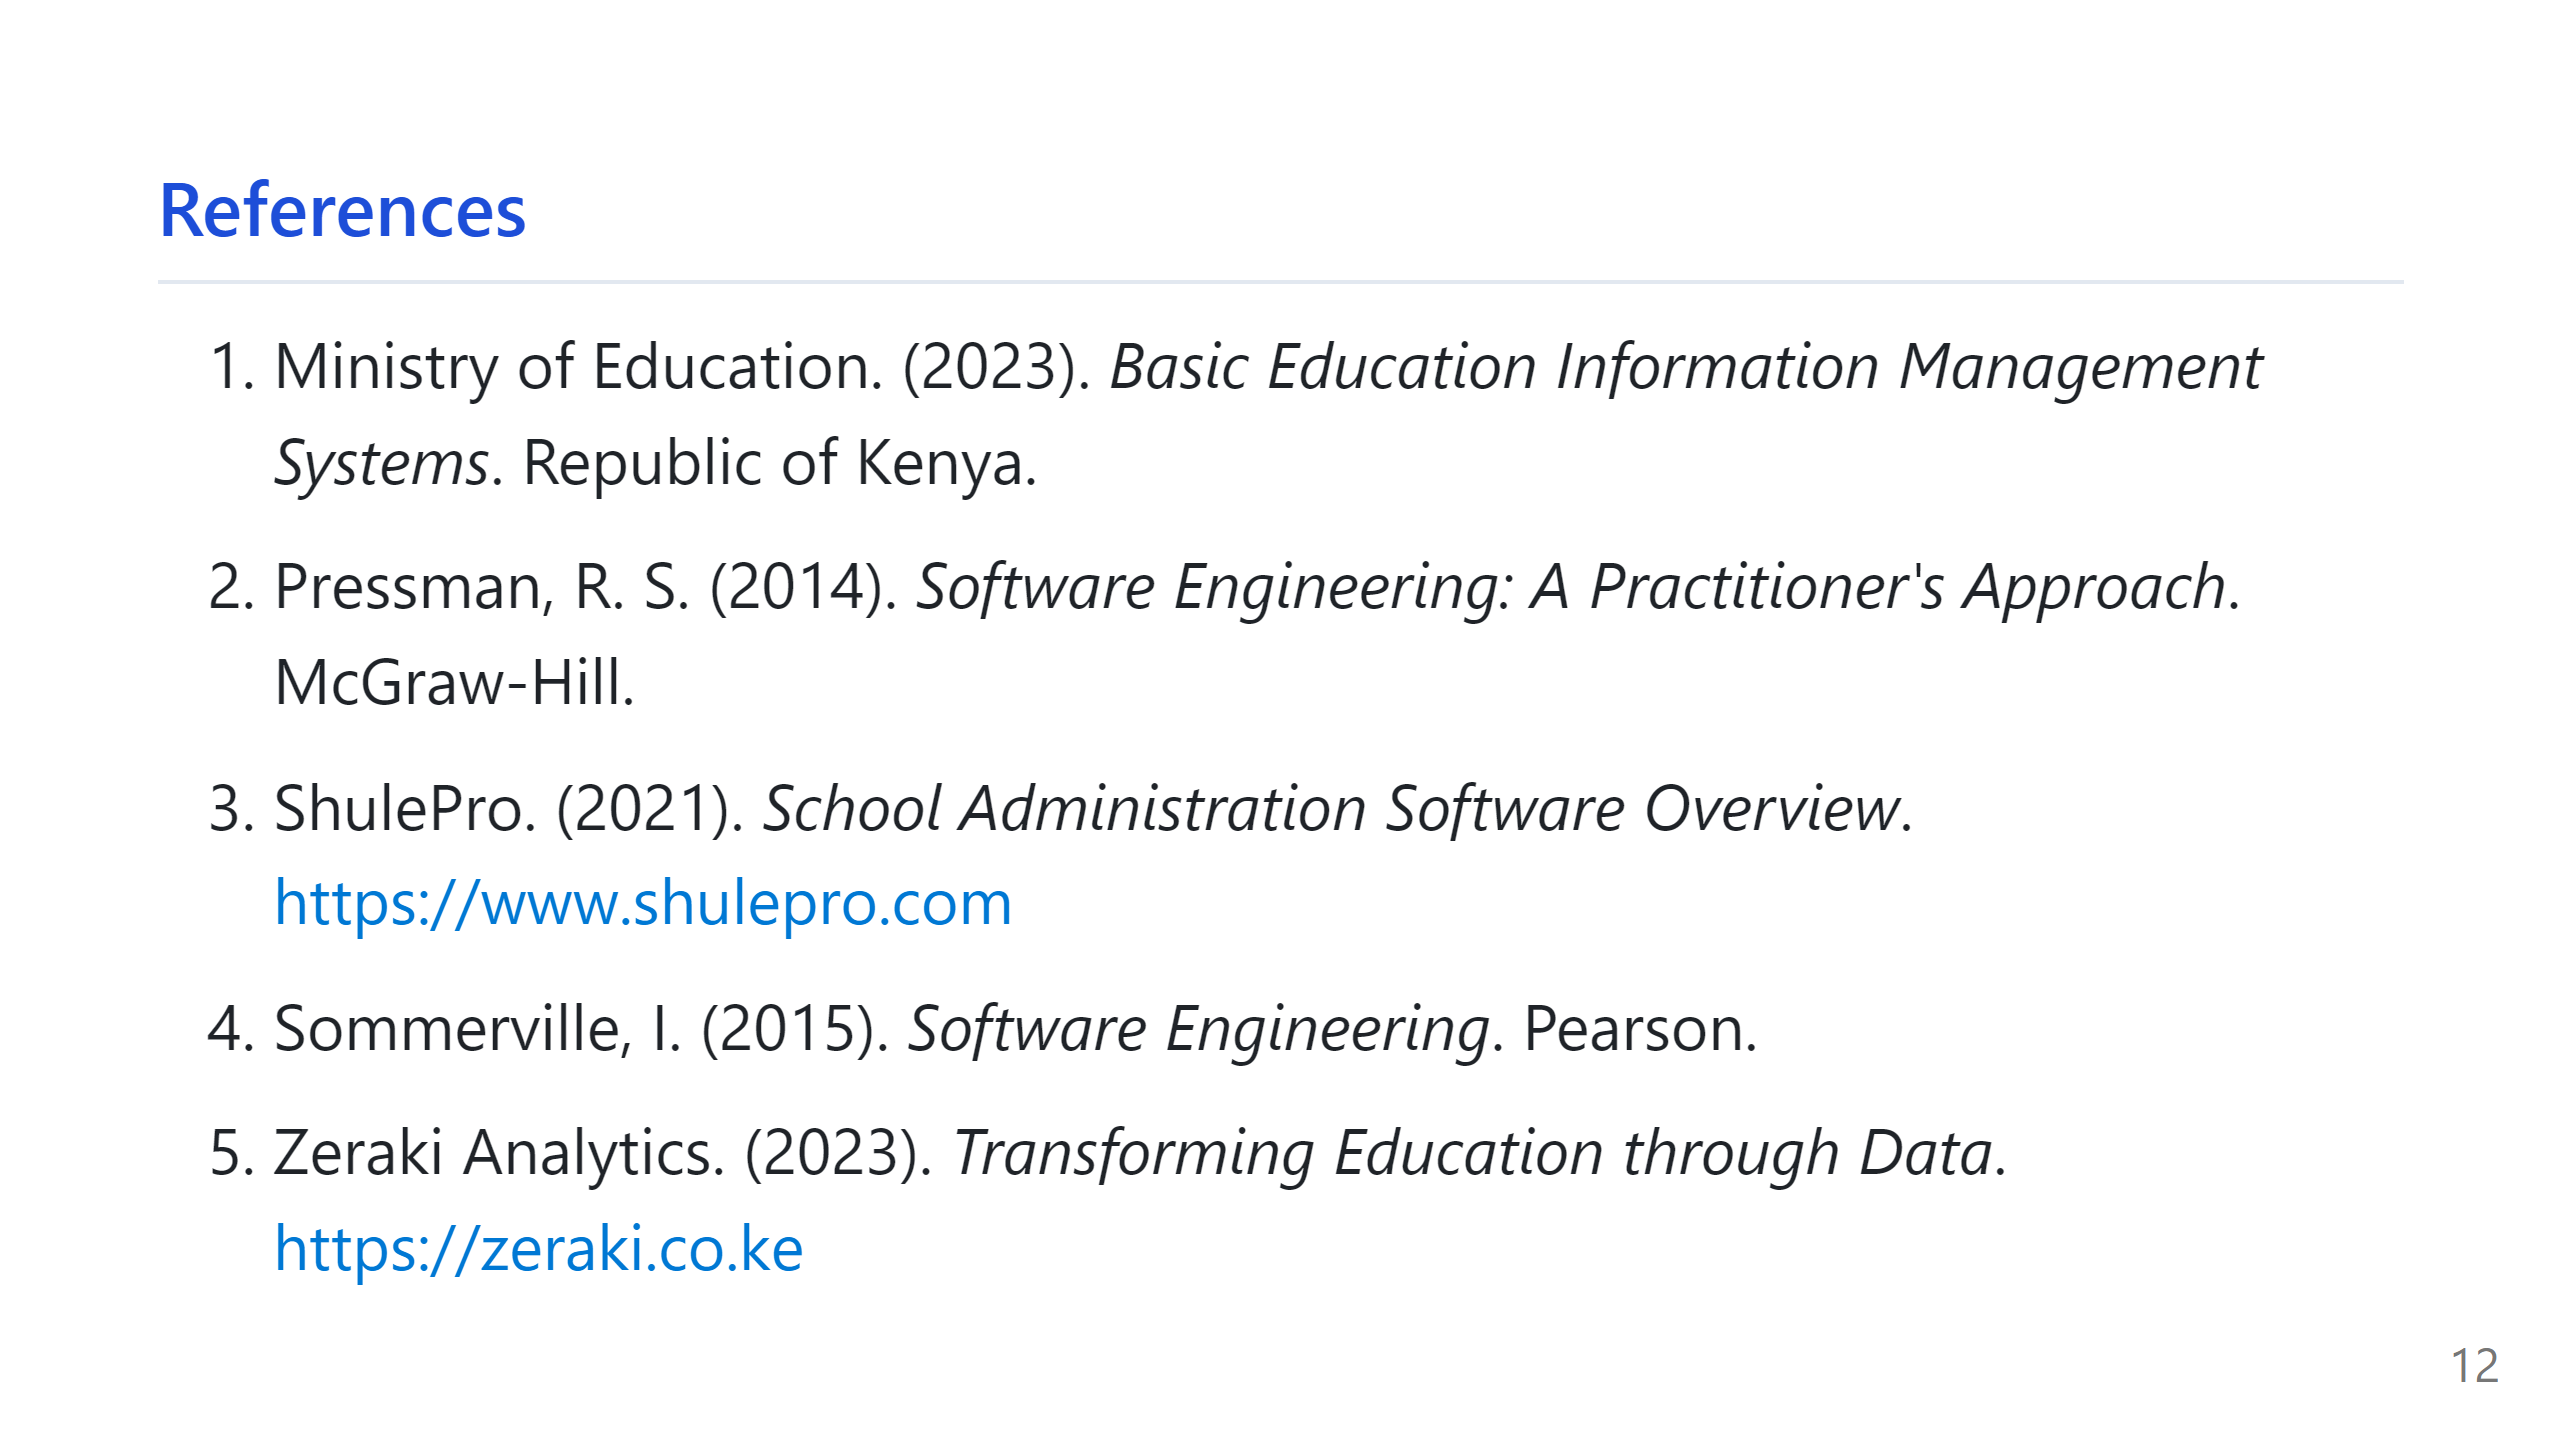 References
1. Ministry of Education. (2023). Basic Education Information Management
Systems. Republic of Kenya.
2. Pressman, R. S. (2014). Software Engineering: A Practitioner's Approach.
McGraw-Hill.
3. ShulePro. (2021). School Administration Software Overview.
https://www.shulepro.com
4. Sommerville, I. (2015). Software Engineering. Pearson.
5. Zeraki Analytics. (2023). Transforming Education through Data.
https://zeraki.co.ke
12